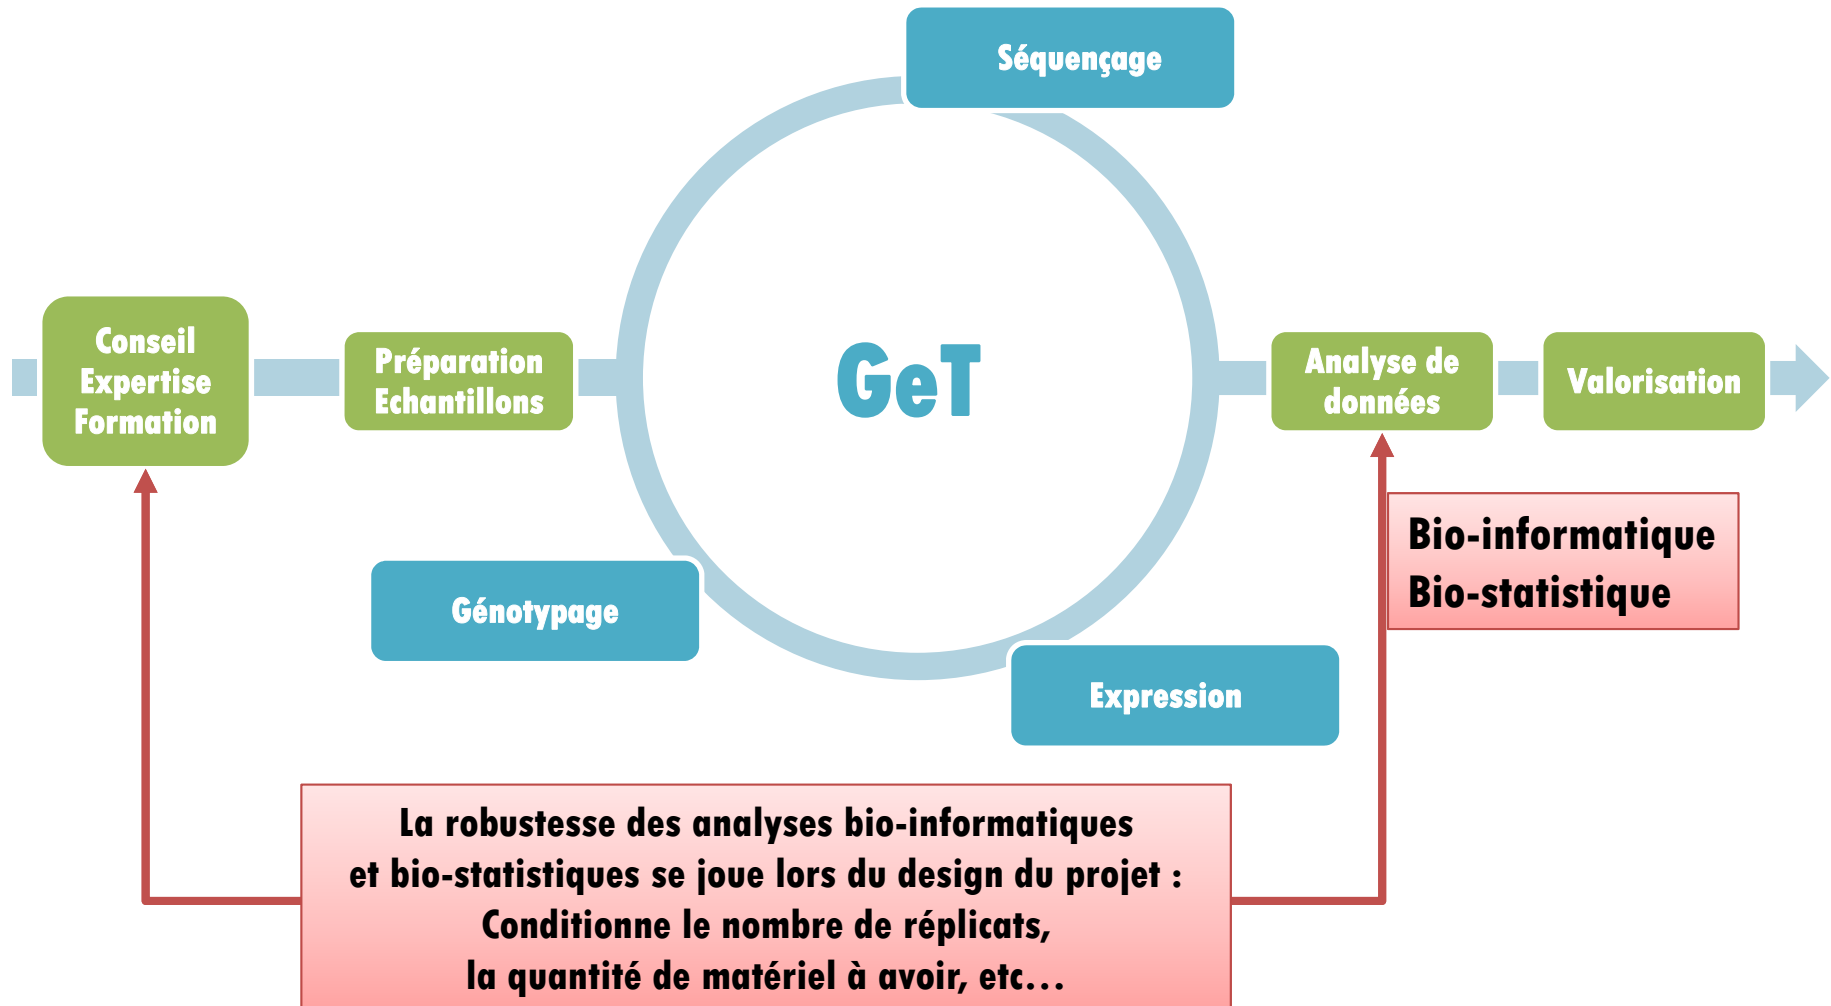 Séquençage
Conseil
Expertise
Formation
Préparation
Echantillons
GeT
Analyse de
données
Valorisation
Bio-informatique
Bio-statistique
Génotypage
Expression
La robustesse des analyses bio-informatiques
et bio-statistiques se joue lors du design du projet :
Conditionne le nombre de réplicats,
la quantité de matériel à avoir, etc...